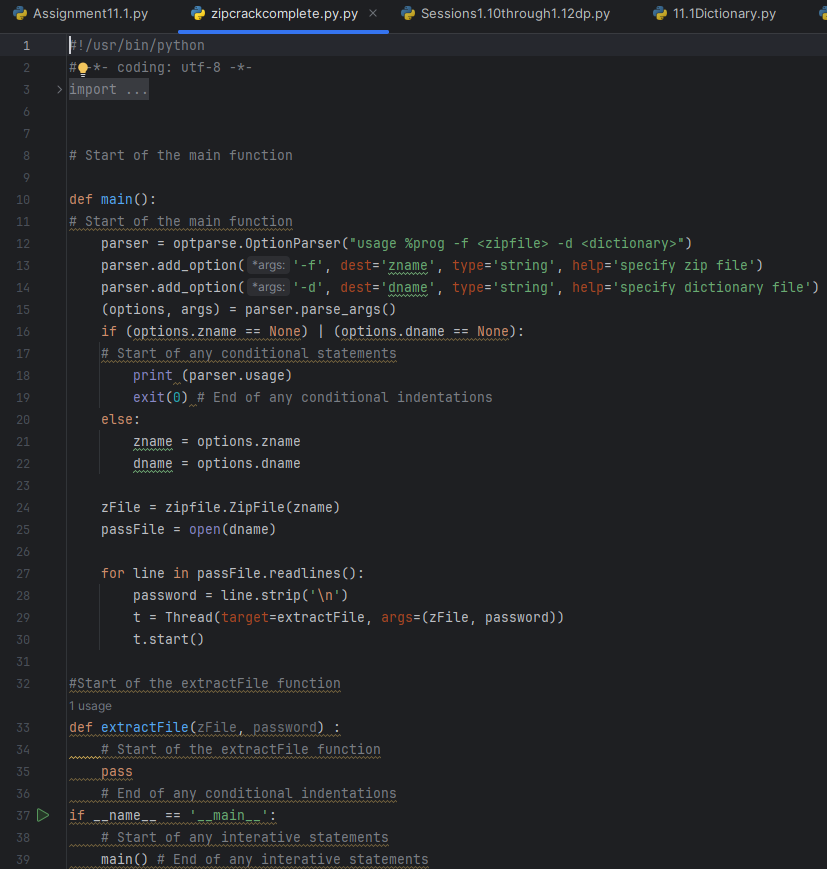 Assignment11.1.py zipcrackcomplete.py.py × Sessions1.10through1.12dp.py 11.1Dictionary.py
1 #!/usr/bin/python
2 # -*- coding: utf-8 -*-
3 import ...
6
7
8 # Start of the main function
9
10 def main():
11 # Start of the main function
12 parser = optparse.OptionParser("usage %prog -f <zipfile> -d <dictionary>")
13 parser.add_option( *args: '-f', dest='zname', type='string', help='specify zip file')
14 parser.add_option( *args: '-d', dest='dname', type='string', help='specify dictionary file')
15 (options, args) = parser.parse_args()
16 if (options.zname == None) | (options.dname == None):
17 # Start of any conditional statements
18 print (parser.usage)
19 exit(0) # End of any conditional indentations
20 else:
21 zname = options.zname
22 dname = options.dname
23
24 zFile = zipfile.ZipFile(zname)
25 passFile = open(dname)
26
27 for line in passFile.readlines():
28 password = line.strip('\n')
29 t = Thread(target=extractFile, args=(zFile, password))
30 t.start()
31
32 #Start of the extractFile function
1 usage
33 def extractFile(zFile, password) :
34 # Start of the extractFile function
35 pass
36 # End of any conditional indentations
37 if __name__ == '__main__':
38 # Start of any interative statements
39 main() # End of any interative statements